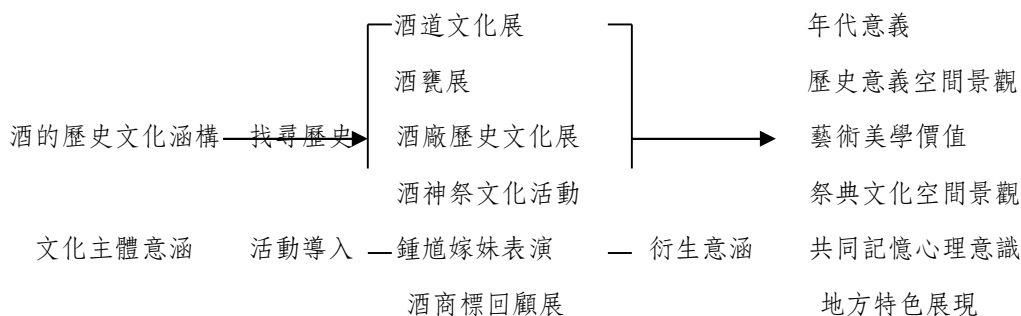 酒道文化展 年代意義
酒甕展 歷史意義空間景觀
酒的歷史文化涵構 找尋歷史 酒廠歷史文化展 藝術美學價值
酒神祭文化活動 祭典文化空間景觀
文化主體意涵 活動導入 鍾馗嫁妹表演 衍生意涵 共同記憶心理意識
酒商標回顧展 地方特色展現